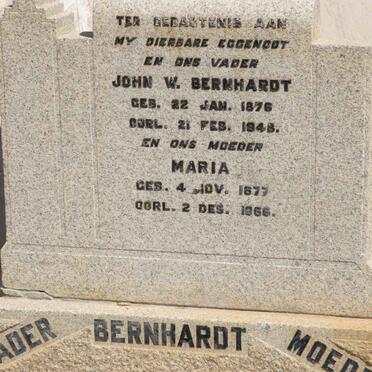 TER GEDAGTENIS AAN
MY DIERBARE EGGENOOT
EN ONS VADER
JOHN W. BERNHARDT
GEB. 22 JAN. 1876
OORL. 21 FEB. 1948.
EN ONS MOEDER
MARIA
GEB. 4 NOV. 1877
OORL. 2 DES. 1966.
ADER BERNHARDT MOEDE